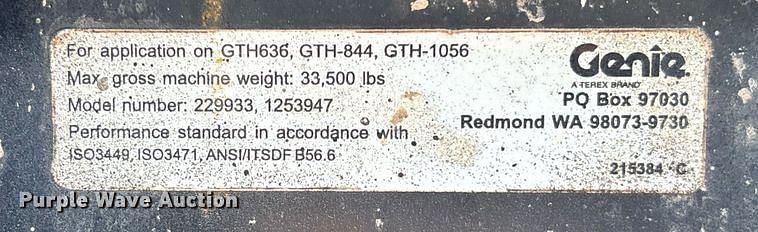 For application on GTH636, GTH-844, GTH-1056
Max. gross machine weight: 33,500 lbs
Model number: 229933, 1253947
Performance standard in accordance with
ISO3449, ISO3471, ANSI/ITSDF B56.6
Genie
A TEREX BRAND
PO Box 97030
Redmond WA 98073-9730
215384 C
Purple Wave Auction